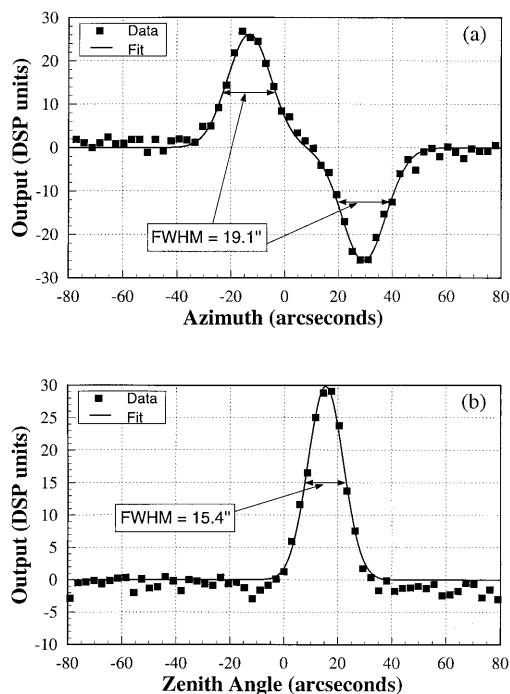 30
Data
Fit
(a)
20
10
0
-10
-20
-30
Output (DSP units)
FWHM = 19.1"
-80 -60 -40 -20 0 20 40 60 80
Azimuth (arcseconds)
30
Data
Fit
(b)
25
20
15
10
5
0
-5
-10
Output (DSP units)
FWHM = 15.4"
-80 -60 -40 -20 0 20 40 60 80
Zenith Angle (arcseconds)